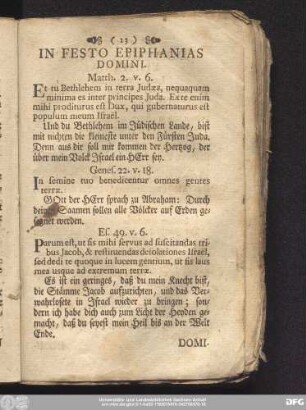 ( 23 )
IN FESTO EPIPHANIAS
DOMINI.
Matth. 2. v. 6.
Et tu Bethlehem in terra Judæa, nequaquam
minima es inter principes Juda. Ex te enim
mihi proditurus est Dux, qui gubernaturus est
populum meum Israël.
Und du Bethlehem im Jüdischen Lande, bist
mit nichten die kleineste unter den Fürsten Juda.
Denn aus dir soll mir kommen der Hertzog, der
über mein Volck Israel ein HErr sey.
Genes. 22. v. 18.
In semine tuo benedicentur omnes gentes
terræ.
GOtt der HErr sprach zu Abraham: Durch
deinen Saamen sollen alle Völcker auf Erden ge-
segnet werden.
Es. 49. v. 6.
Parum est, ut sis mihi servus ad suscitandas tri-
bus Jacob, & restituendas desolationes Israel,
sed dedi te quoque in lucem gentium, ut sis salus
mea usque ad extremum terræ.
Es ist ein geringes, daß du mein Knecht bist,
die Stämme Jacob aufzurichten, und das Ver-
wahrlosete in Israel wieder zu bringen; son-
dern ich habe dich auch zum Licht der Heyden ge-
macht, daß du seyest mein Heil bis an der Welt
Ende.
DOMI-